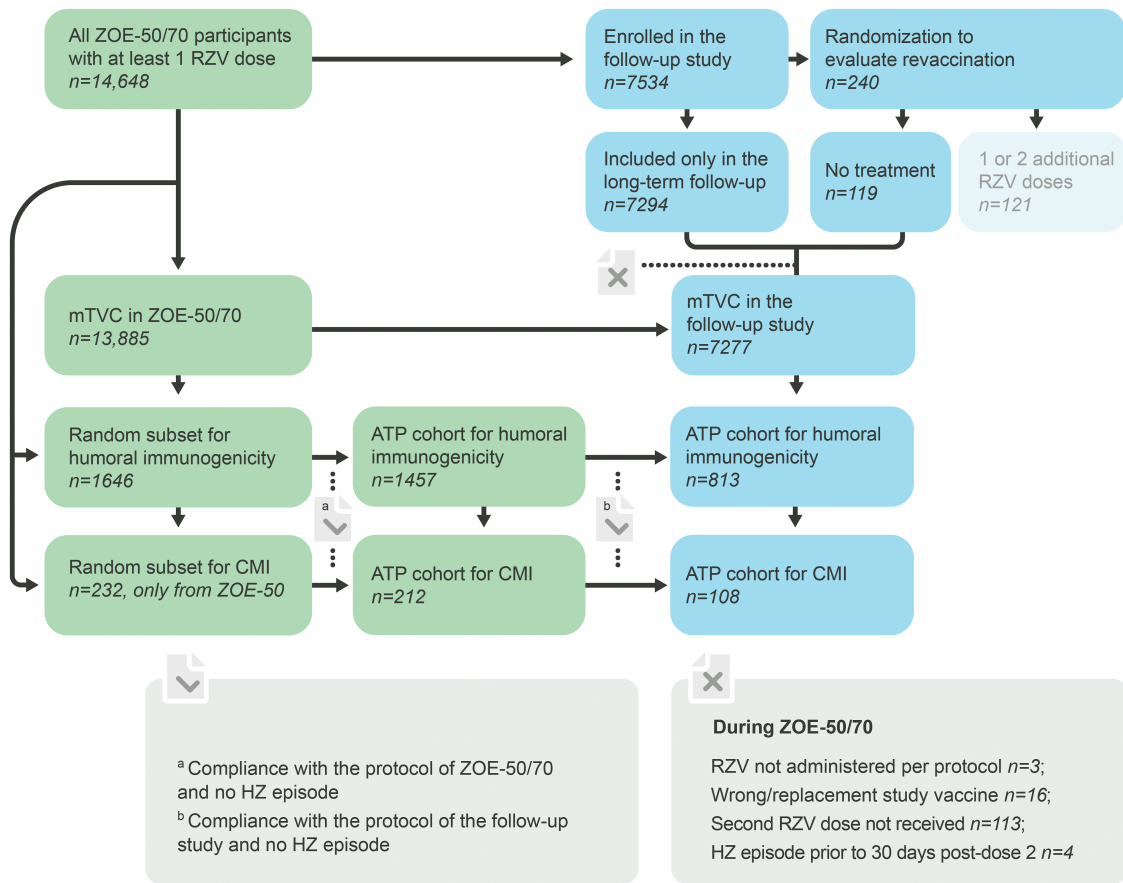 All ZOE-50/70 participants
with at least 1 RZV dose
n=14,648
Enrolled in the
follow-up study
n=7534
Randomization to
evaluate revaccination
n=240
Included only in the
long-term follow-up
n=7294
No treatment
n=119
1 or 2 additional
RZV doses
n=121
mTVC in ZOE-50/70
n=13,885
mTVC in the
follow-up study
n=7277
Random subset for
humoral immunogenicity
n=1646
ATP cohort for humoral
immunogenicity
n=1457
ATP cohort for humoral
immunogenicity
n=813
a
b
Random subset for CMI
n=232, only from ZOE-50
ATP cohort for CMI
n=212
ATP cohort for CMI
n=108
a Compliance with the protocol of ZOE-50/70
and no HZ episode
b Compliance with the protocol of the follow-up
study and no HZ episode
During ZOE-50/70
RZV not administered per protocol n=3;
Wrong/replacement study vaccine n=16;
Second RZV dose not received n=113;
HZ episode prior to 30 days post-dose 2 n=4